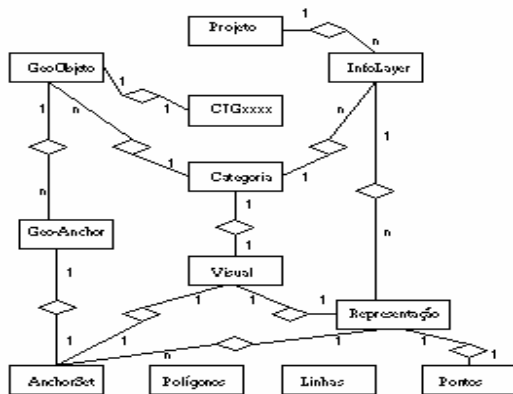 1
Projeto
n
GeoObjeto
1
InfoLayer
1
CTGxxxx
1
n
n
1
1
1
Categoria
1
n
1
Geo-Anchor
n
1
1
Visual
1
1
1
Representação
1
1
n
1
1
1
AnchorSet
Polígonos
Linhas
Pontos